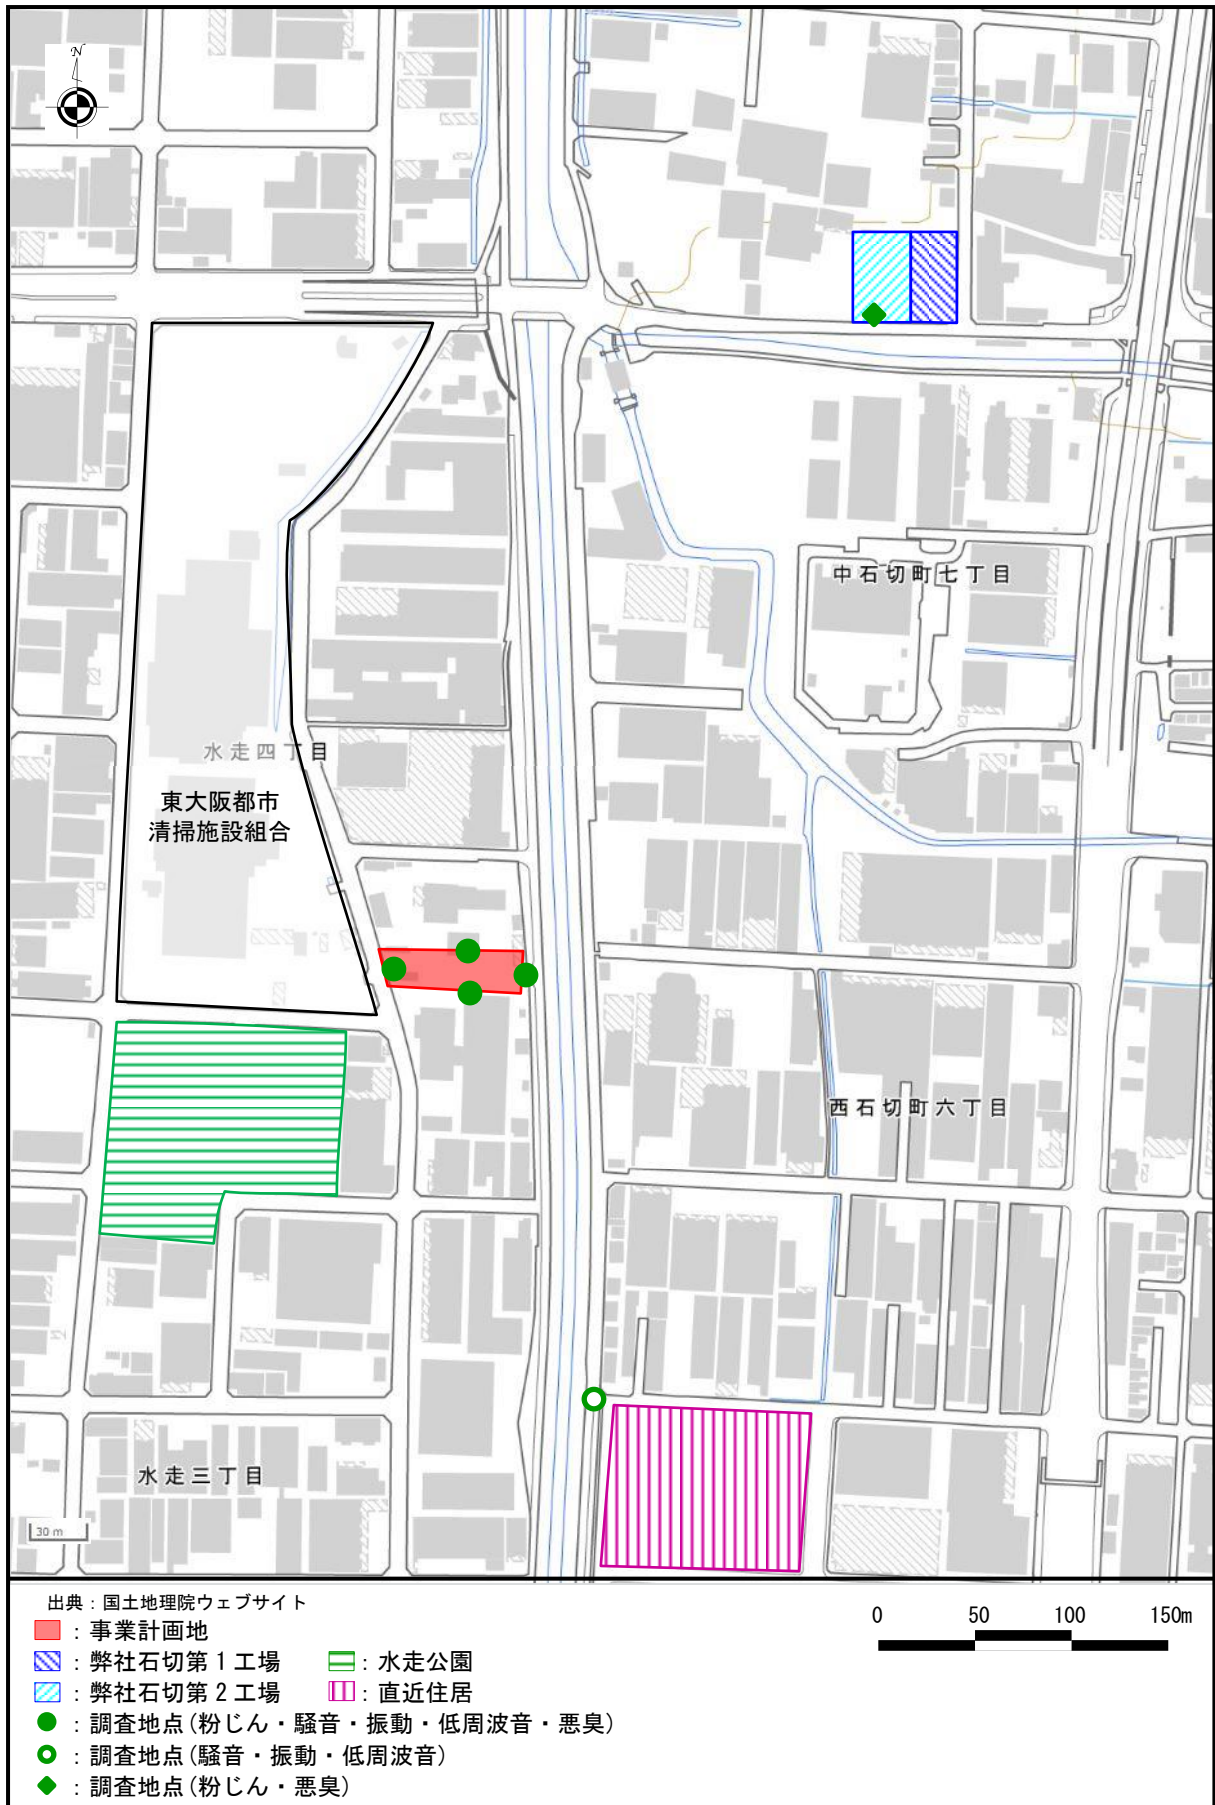 N
中石切町七丁目
水走四丁目
東大阪都市
清掃施設組合
西石切町六丁目
水走三丁目
30 m
出典：国土地理院ウェブサイト
：事業計画地
：弊社石切第１工場
：水走公園
：弊社石切第２工場
：直近住居
：調査地点(粉じん・騒音・振動・低周波音・悪臭)
：調査地点(騒音・振動・低周波音)
：調査地点(粉じん・悪臭)
0 50 100 150m